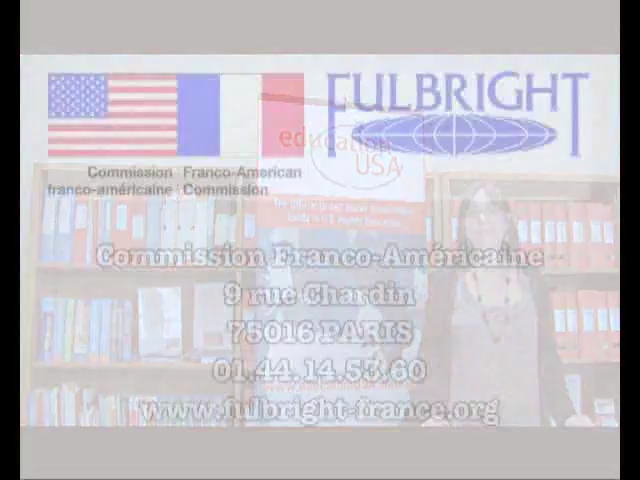 FULBRIGHT
education
USA
Commission Franco-American
franco-américaine Commission
Commission Franco-Américaine
9 rue Chardin
75016 PARIS
01.44.14.53.60
www.fulbright-france.org